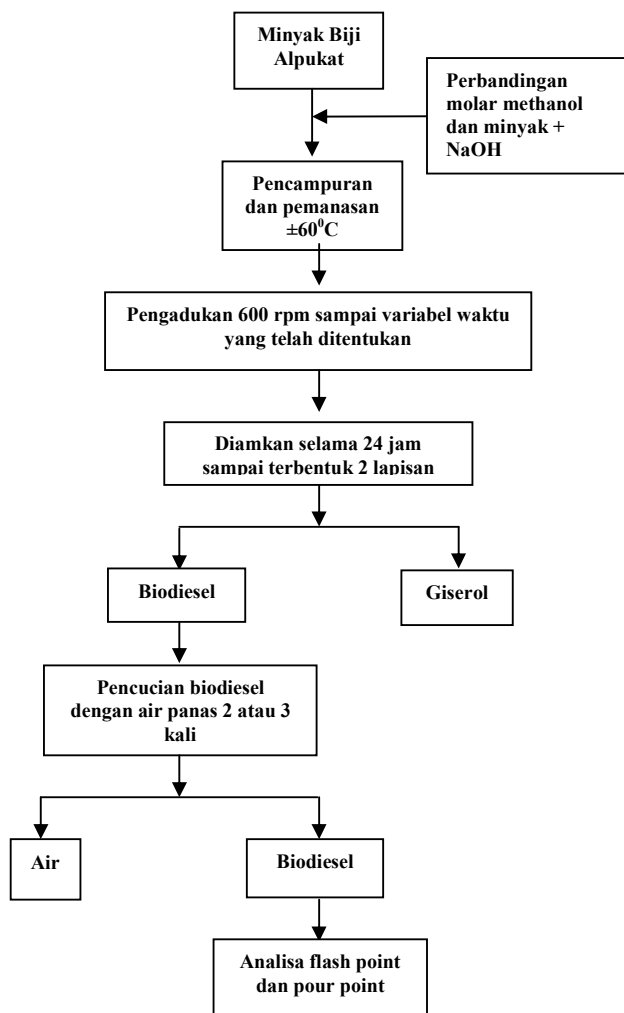 Minyak Biji
Alpukat
Perbandingan
molar methanol
dan minyak +
NaOH
Pencampuran
dan pemanasan
±60⁰C
Pengadukan 600 rpm sampai variabel waktu
yang telah ditentukan
Diamkan selama 24 jam
sampai terbentuk 2 lapisan
Biodiesel
Giserol
Pencucian biodiesel
dengan air panas 2 atau 3
kali
Air
Biodiesel
Analisa flash point
dan pour point